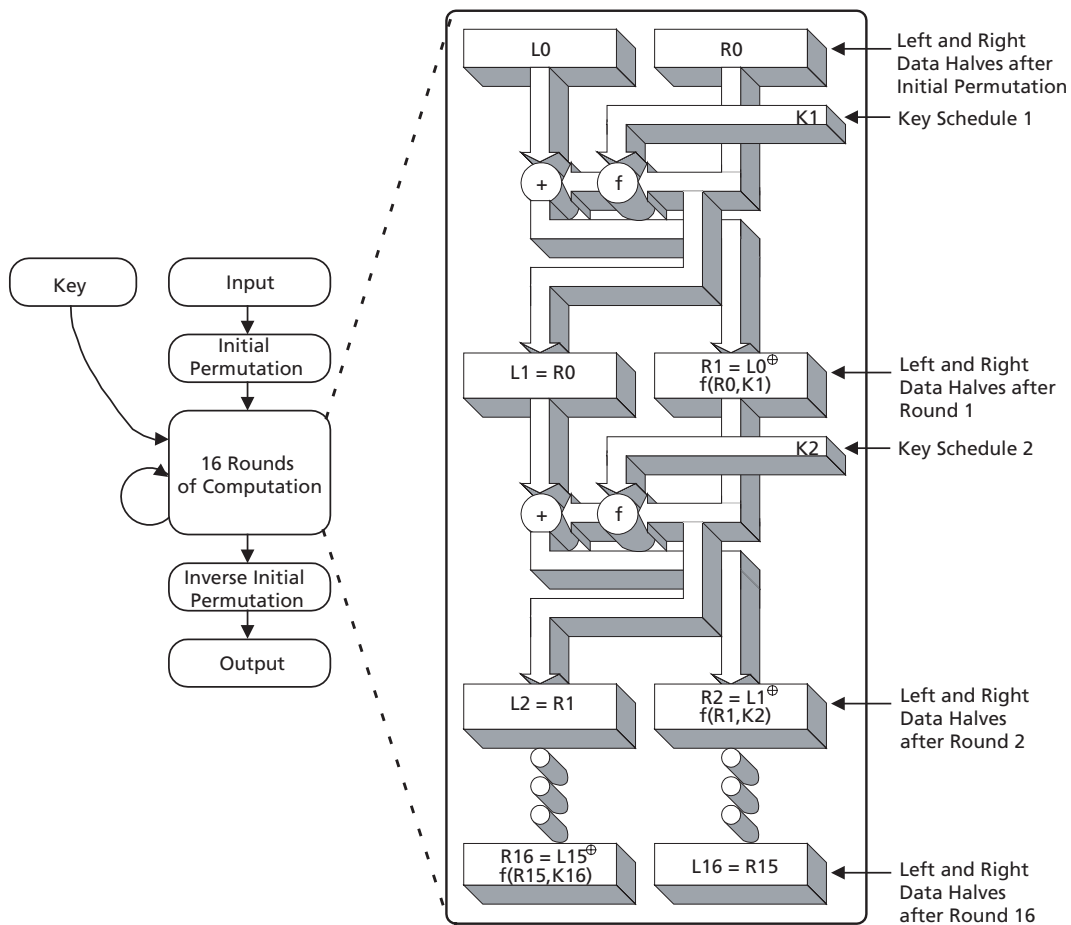 Key
Input
Initial
Permutation
16 Rounds
of Computation
Inverse Initial
Permutation
Output
L0
R0
Left and Right
Data Halves after
Initial Permutation
K1
Key Schedule 1
+
f
L1 = R0
R1 = L0⊕
f(R0,K1)
Left and Right
Data Halves after
Round 1
K2
Key Schedule 2
+
f
L2 = R1
R2 = L1⊕
f(R1,K2)
Left and Right
Data Halves
after Round 2
R16 = L15⊕
f(R15,K16)
L16 = R15
Left and Right
Data Halves
after Round 16